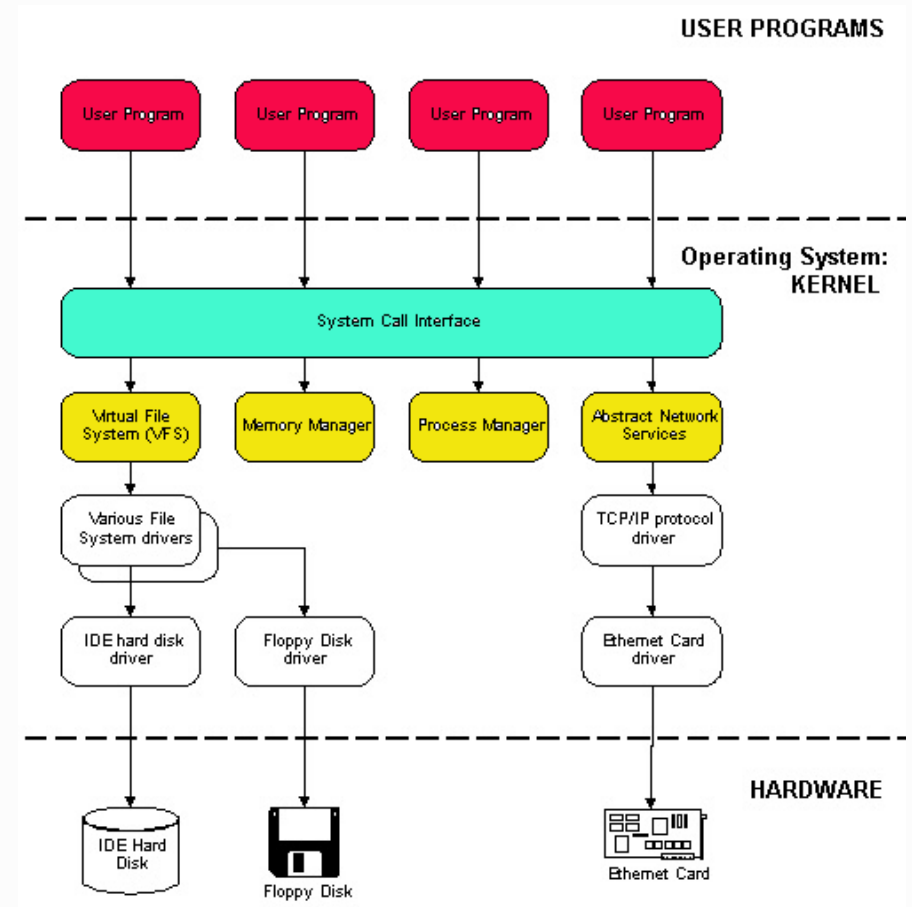 USER PROGRAMS
User Program
User Program
User Program
User Program
Operating System:
KERNEL
System Call Interface
Virtual File
System (VFS)
Memory Manager
Process Manager
Abstract Network
Services
Various File
System drivers
TCP/IP protocol
driver
IDE hard disk
driver
Floppy Disk
driver
Ethernet Card
driver
HARDWARE
IDE Hard
Disk
Floppy Disk
Ethernet Card